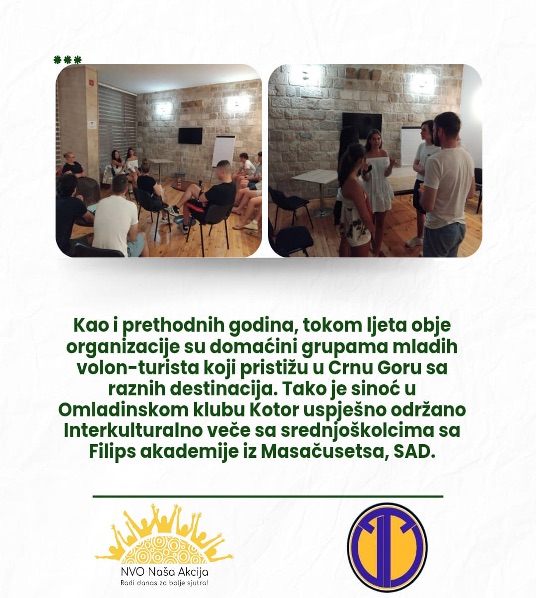 Kao i prethodnih godina, tokom ljeta obje
organizacije su domaćini grupama mladih
volon-turista koji pristižu u Crnu Goru sa
raznih destinacija. Tako je sinoć u
Omladinskom klubu Kotor uspješno održano
Interkulturalno veče sa srednjoškolcima sa
Filips akademije iz Masačusetsa, SAD.
NVO Naša Akcija
Radi danas za bolje sjutra!